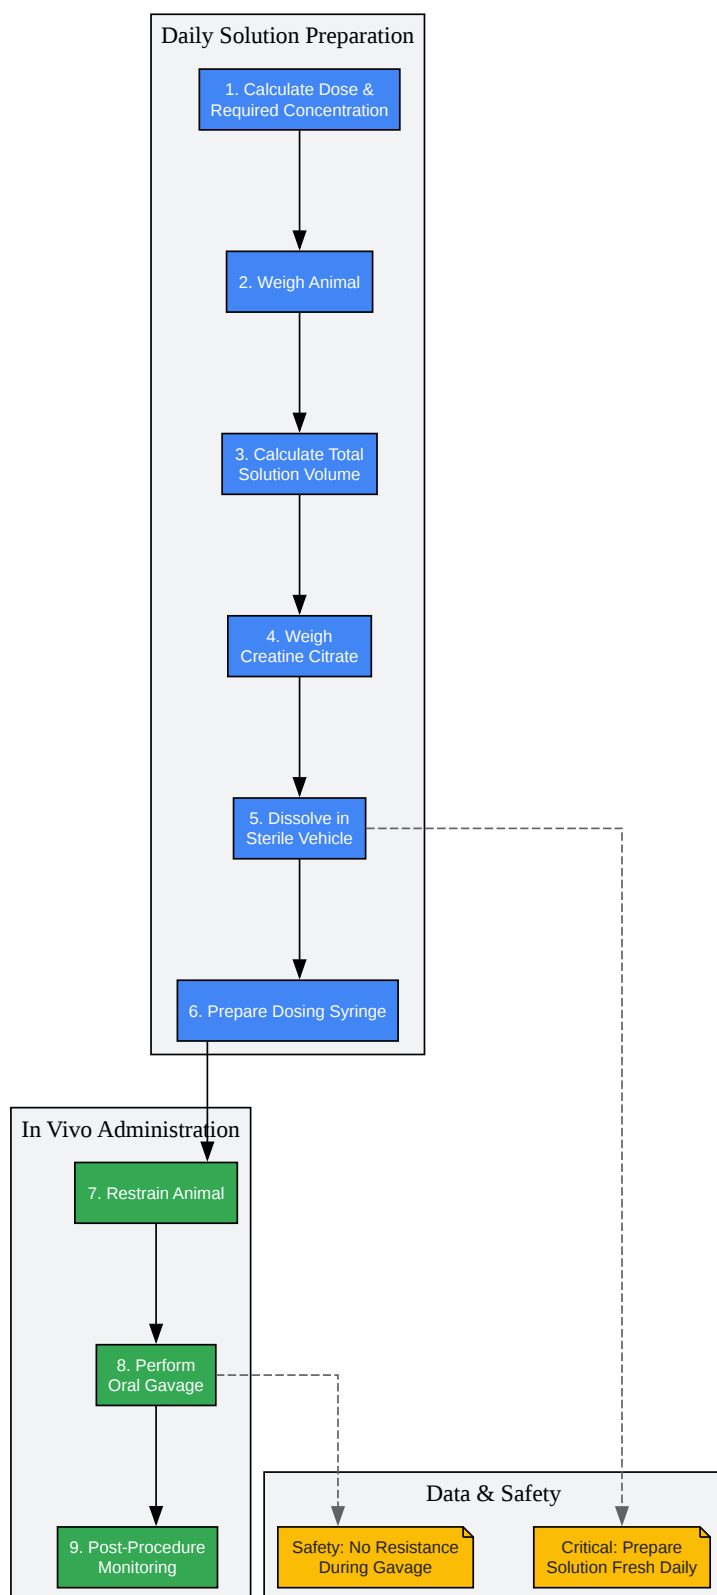 Daily Solution Preparation
1. Calculate Dose &
Required Concentration
2. Weigh Animal
3. Calculate Total
Solution Volume
4. Weigh
Creatine Citrate
5. Dissolve in
Sterile Vehicle
6. Prepare Dosing Syringe
In Vivo Administration
7. Restrain Animal
8. Perform
Oral Gavage
9. Post-Procedure
Monitoring
Data & Safety
Safety: No Resistance
During Gavage
Critical: Prepare
Solution Fresh Daily